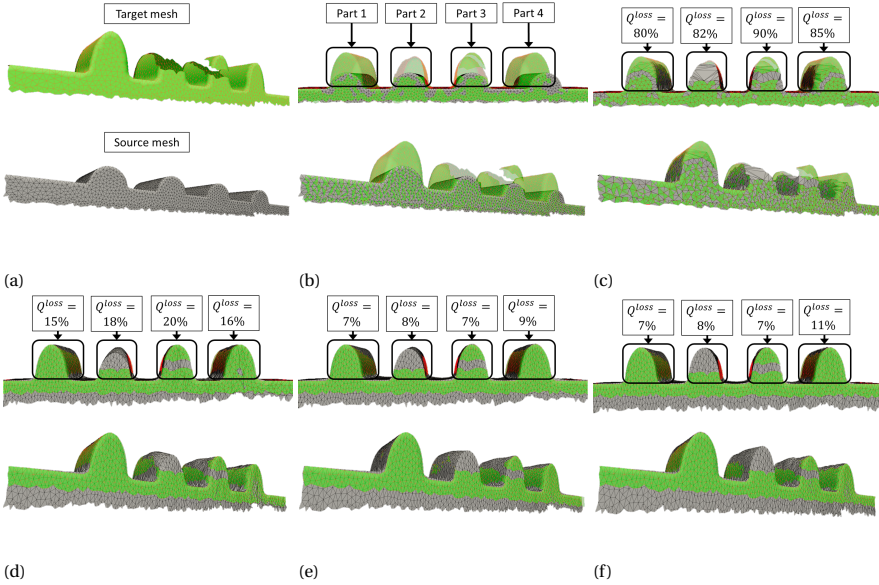 Target mesh
Source mesh
(a)
Part 1 Part 2 Part 3 Part 4
(b)
Q^loss = Q^loss = Q^loss = Q^loss =
80% 82% 90% 85%
(c)
Q^loss = Q^loss = Q^loss = Q^loss =
15% 18% 20% 16%
(d)
Q^loss = Q^loss = Q^loss = Q^loss =
7% 8% 7% 9%
(e)
Q^loss = Q^loss = Q^loss = Q^loss =
7% 8% 7% 11%
(f)